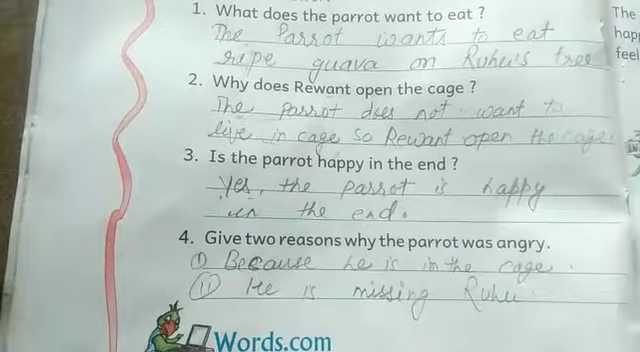 1. What does the parrot want to eat ?
The Parrot wants to eat
ripe guava on Ruhu's tree
The
happ
feel
2. Why does Rewant open the cage ?
The parrot does not want to
live in cage so Rewant open the cage.
3. Is the parrot happy in the end ?
Yes, the parrot is happy
in the end.
4. Give two reasons why the parrot was angry.
(I) Because he is in the cage.
(II) He is missing Ruhu.
Words.com